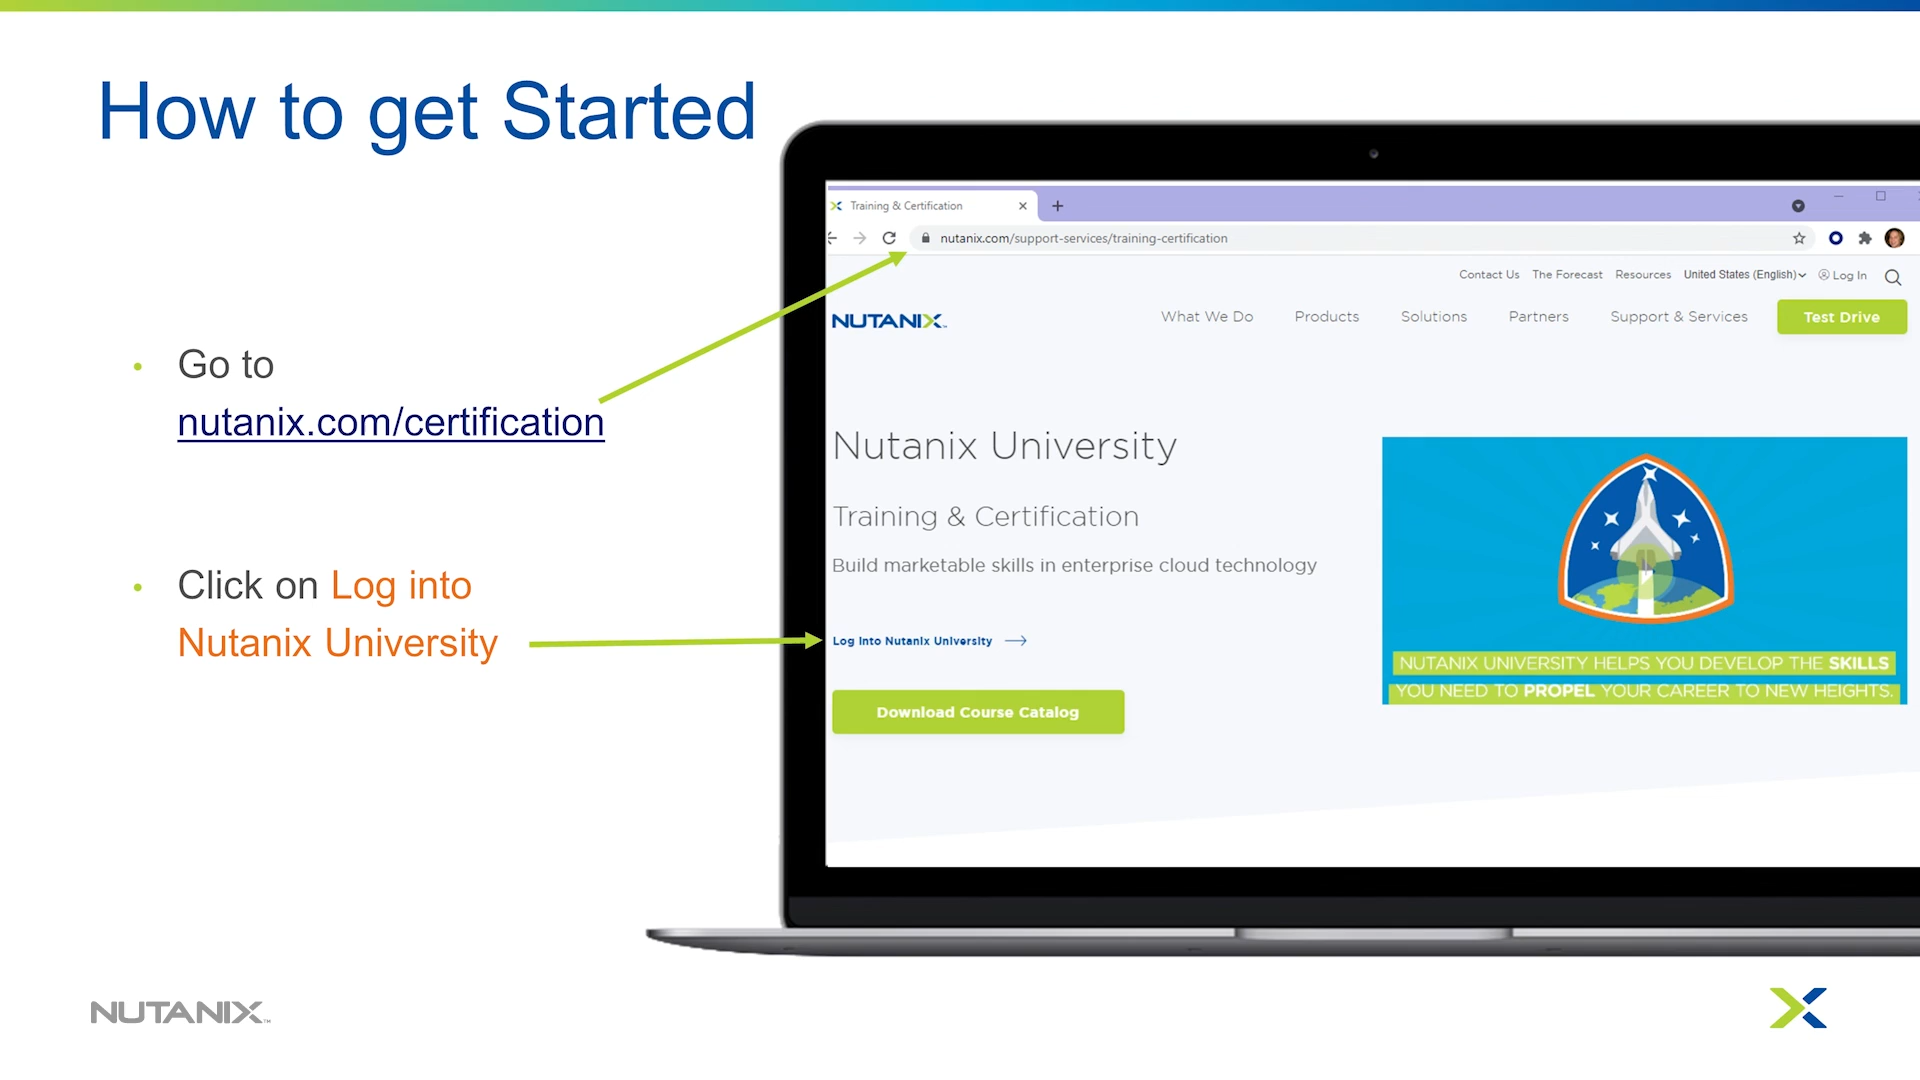 How to get Started
• Go to
nutanix.com/certification
• Click on Log into
Nutanix University
Training & Certification
nutanix.com/support-services/training-certification
Contact Us The Forecast Resources United States (English) Log In
NUTANIX™ What We Do Products Solutions Partners Support & Services Test Drive
Nutanix University
Training & Certification
Build marketable skills in enterprise cloud technology
Log Into Nutanix University
Download Course Catalog
NUTANIX UNIVERSITY HELPS YOU DEVELOP THE SKILLS
YOU NEED TO PROPEL YOUR CAREER TO NEW HEIGHTS.
NUTANIX™